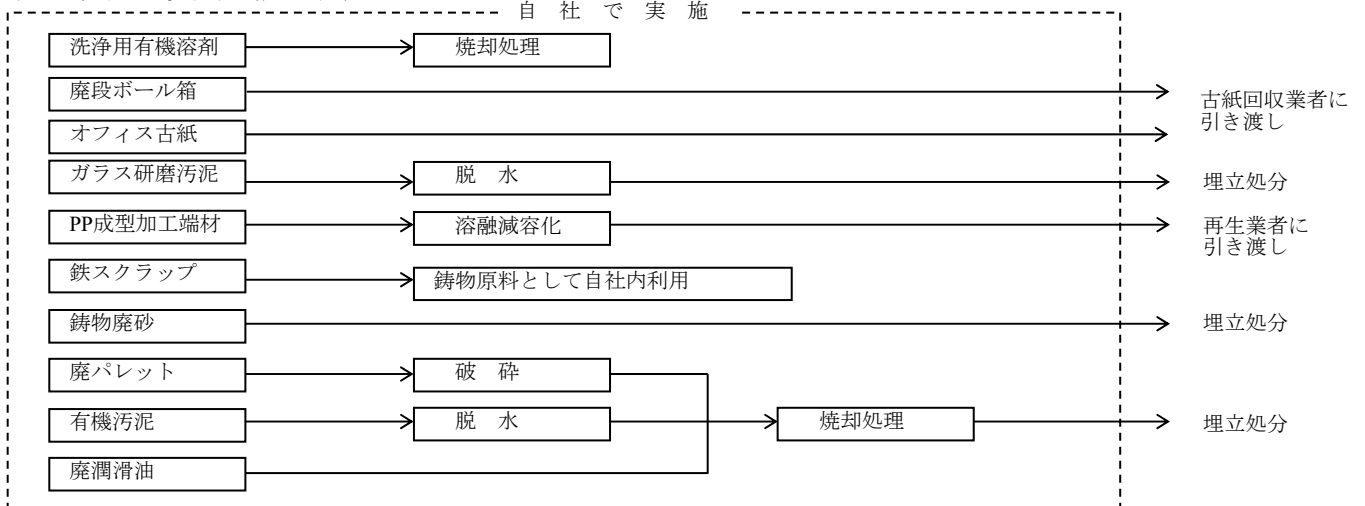 自 社 で 実 施
洗浄用有機溶剤
焼却処理
廃段ボール箱
古紙回収業者に
引き渡し
オフィス古紙
ガラス研磨汚泥
脱 水
埋立処分
PP成型加工端材
溶融減容化
再生業者に
引き渡し
鉄スクラップ
鋳物原料として自社内利用
鋳物廃砂
埋立処分
廃パレット
破 砕
有機汚泥
脱 水
焼却処理
埋立処分
廃潤滑油